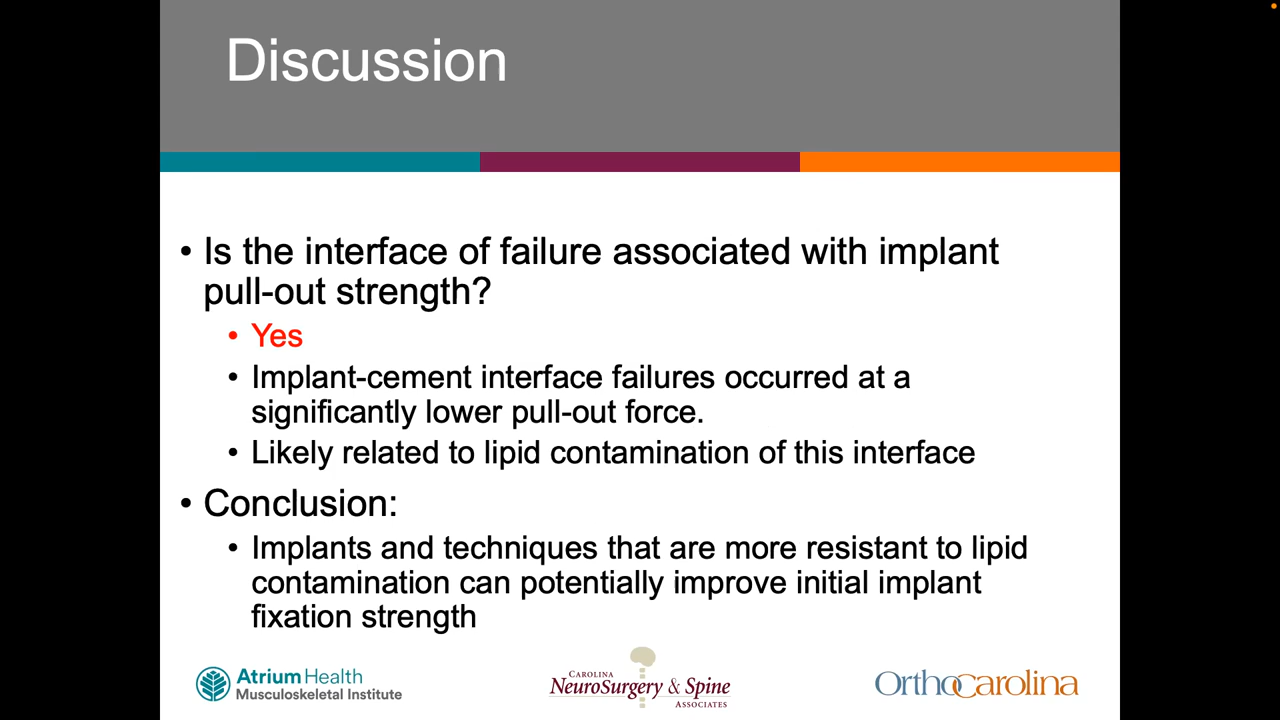 Discussion
• Is the interface of failure associated with implant
pull-out strength?
• Yes
• Implant-cement interface failures occurred at a
significantly lower pull-out force.
• Likely related to lipid contamination of this interface
• Conclusion:
• Implants and techniques that are more resistant to lipid
contamination can potentially improve initial implant
fixation strength
Atrium Health
Musculoskeletal Institute
CAROLINA
NEUROSURGERY & SPINE
ASSOCIATES
OrthoCarolina